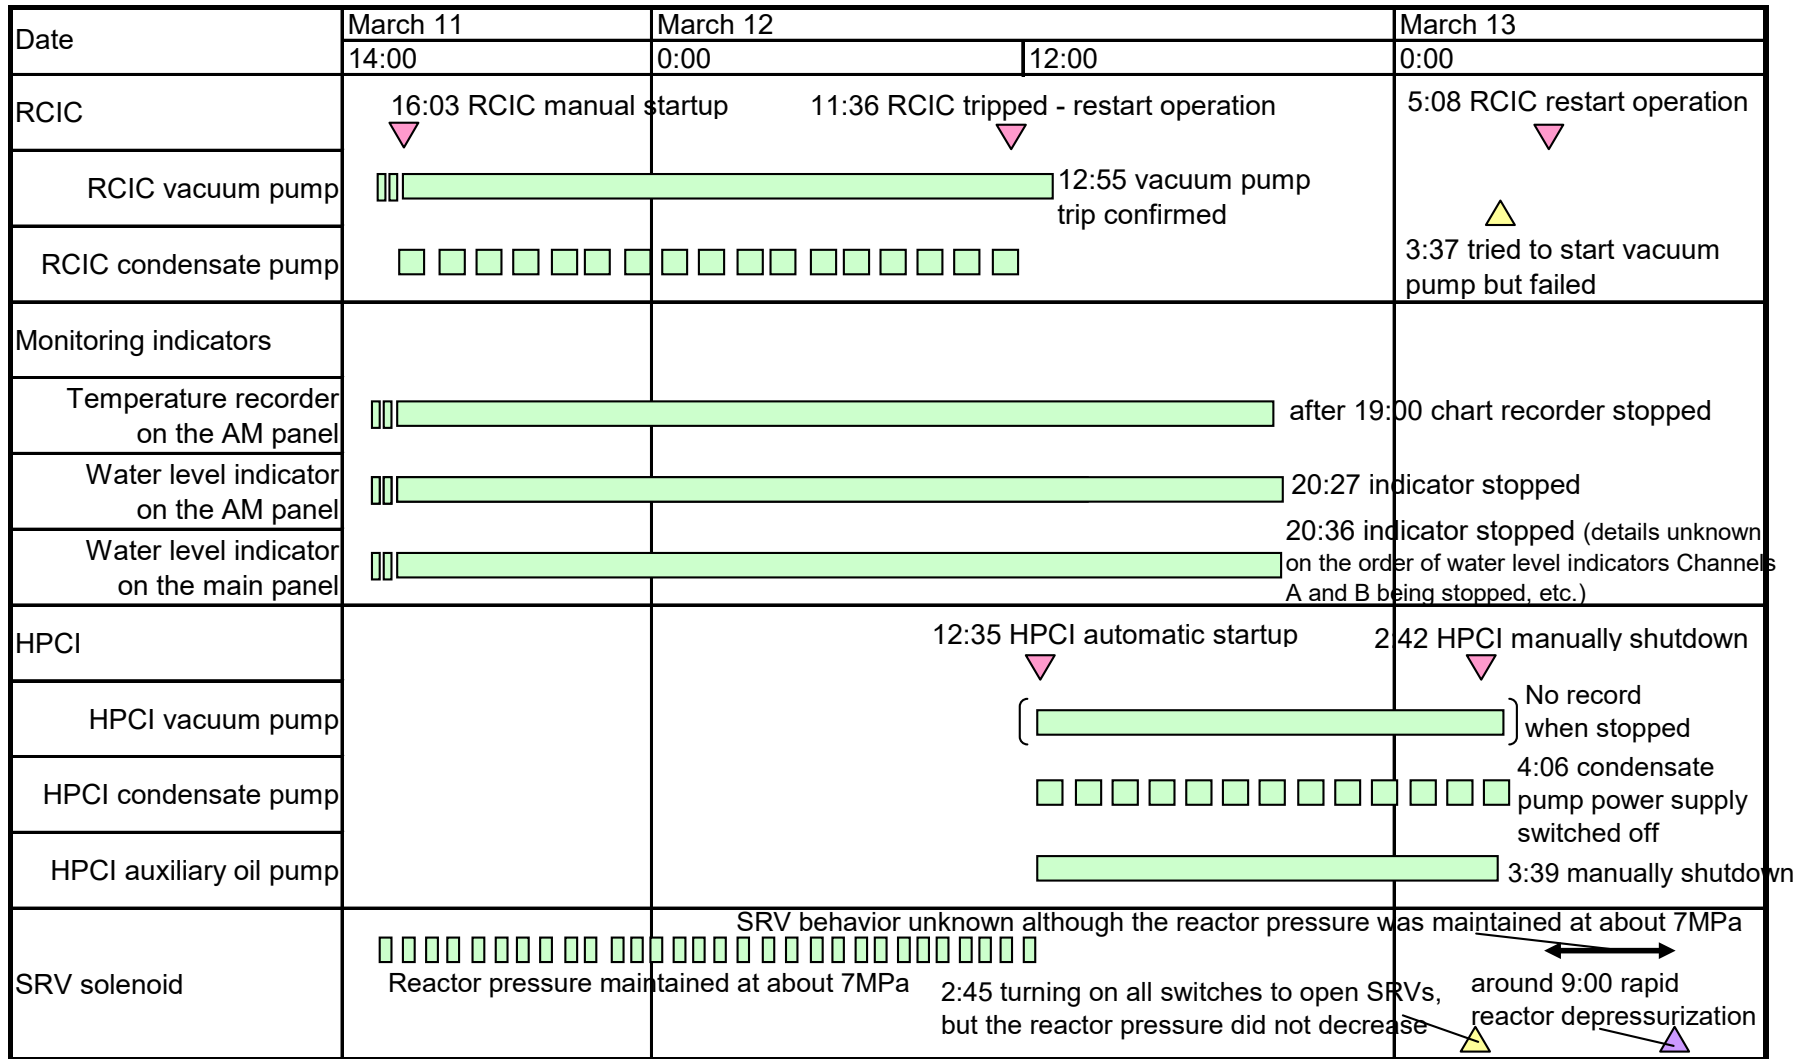 Date
March 11
March 12
March 13
14:00
0:00
12:00
0:00
RCIC
16:03 RCIC manual startup
11:36 RCIC tripped - restart operation
5:08 RCIC restart operation
RCIC vacuum pump
12:55 vacuum pump
trip confirmed
RCIC condensate pump
3:37 tried to start vacuum
pump but failed
Monitoring indicators
Temperature recorder
on the AM panel
after 19:00 chart recorder stopped
Water level indicator
on the AM panel
20:27 indicator stopped
Water level indicator
on the main panel
20:36 indicator stopped (details unknown
on the order of water level indicators Channels
A and B being stopped, etc.)
HPCI
12:35 HPCI automatic startup
2:42 HPCI manually shutdown
HPCI vacuum pump
No record
when stopped
HPCI condensate pump
4:06 condensate
pump power supply
switched off
HPCI auxiliary oil pump
3:39 manually shutdown
SRV solenoid
SRV behavior unknown although the reactor pressure was maintained at about 7MPa
Reactor pressure maintained at about 7MPa
2:45 turning on all switches to open SRVs,
but the reactor pressure did not decrease
around 9:00 rapid
reactor depressurization